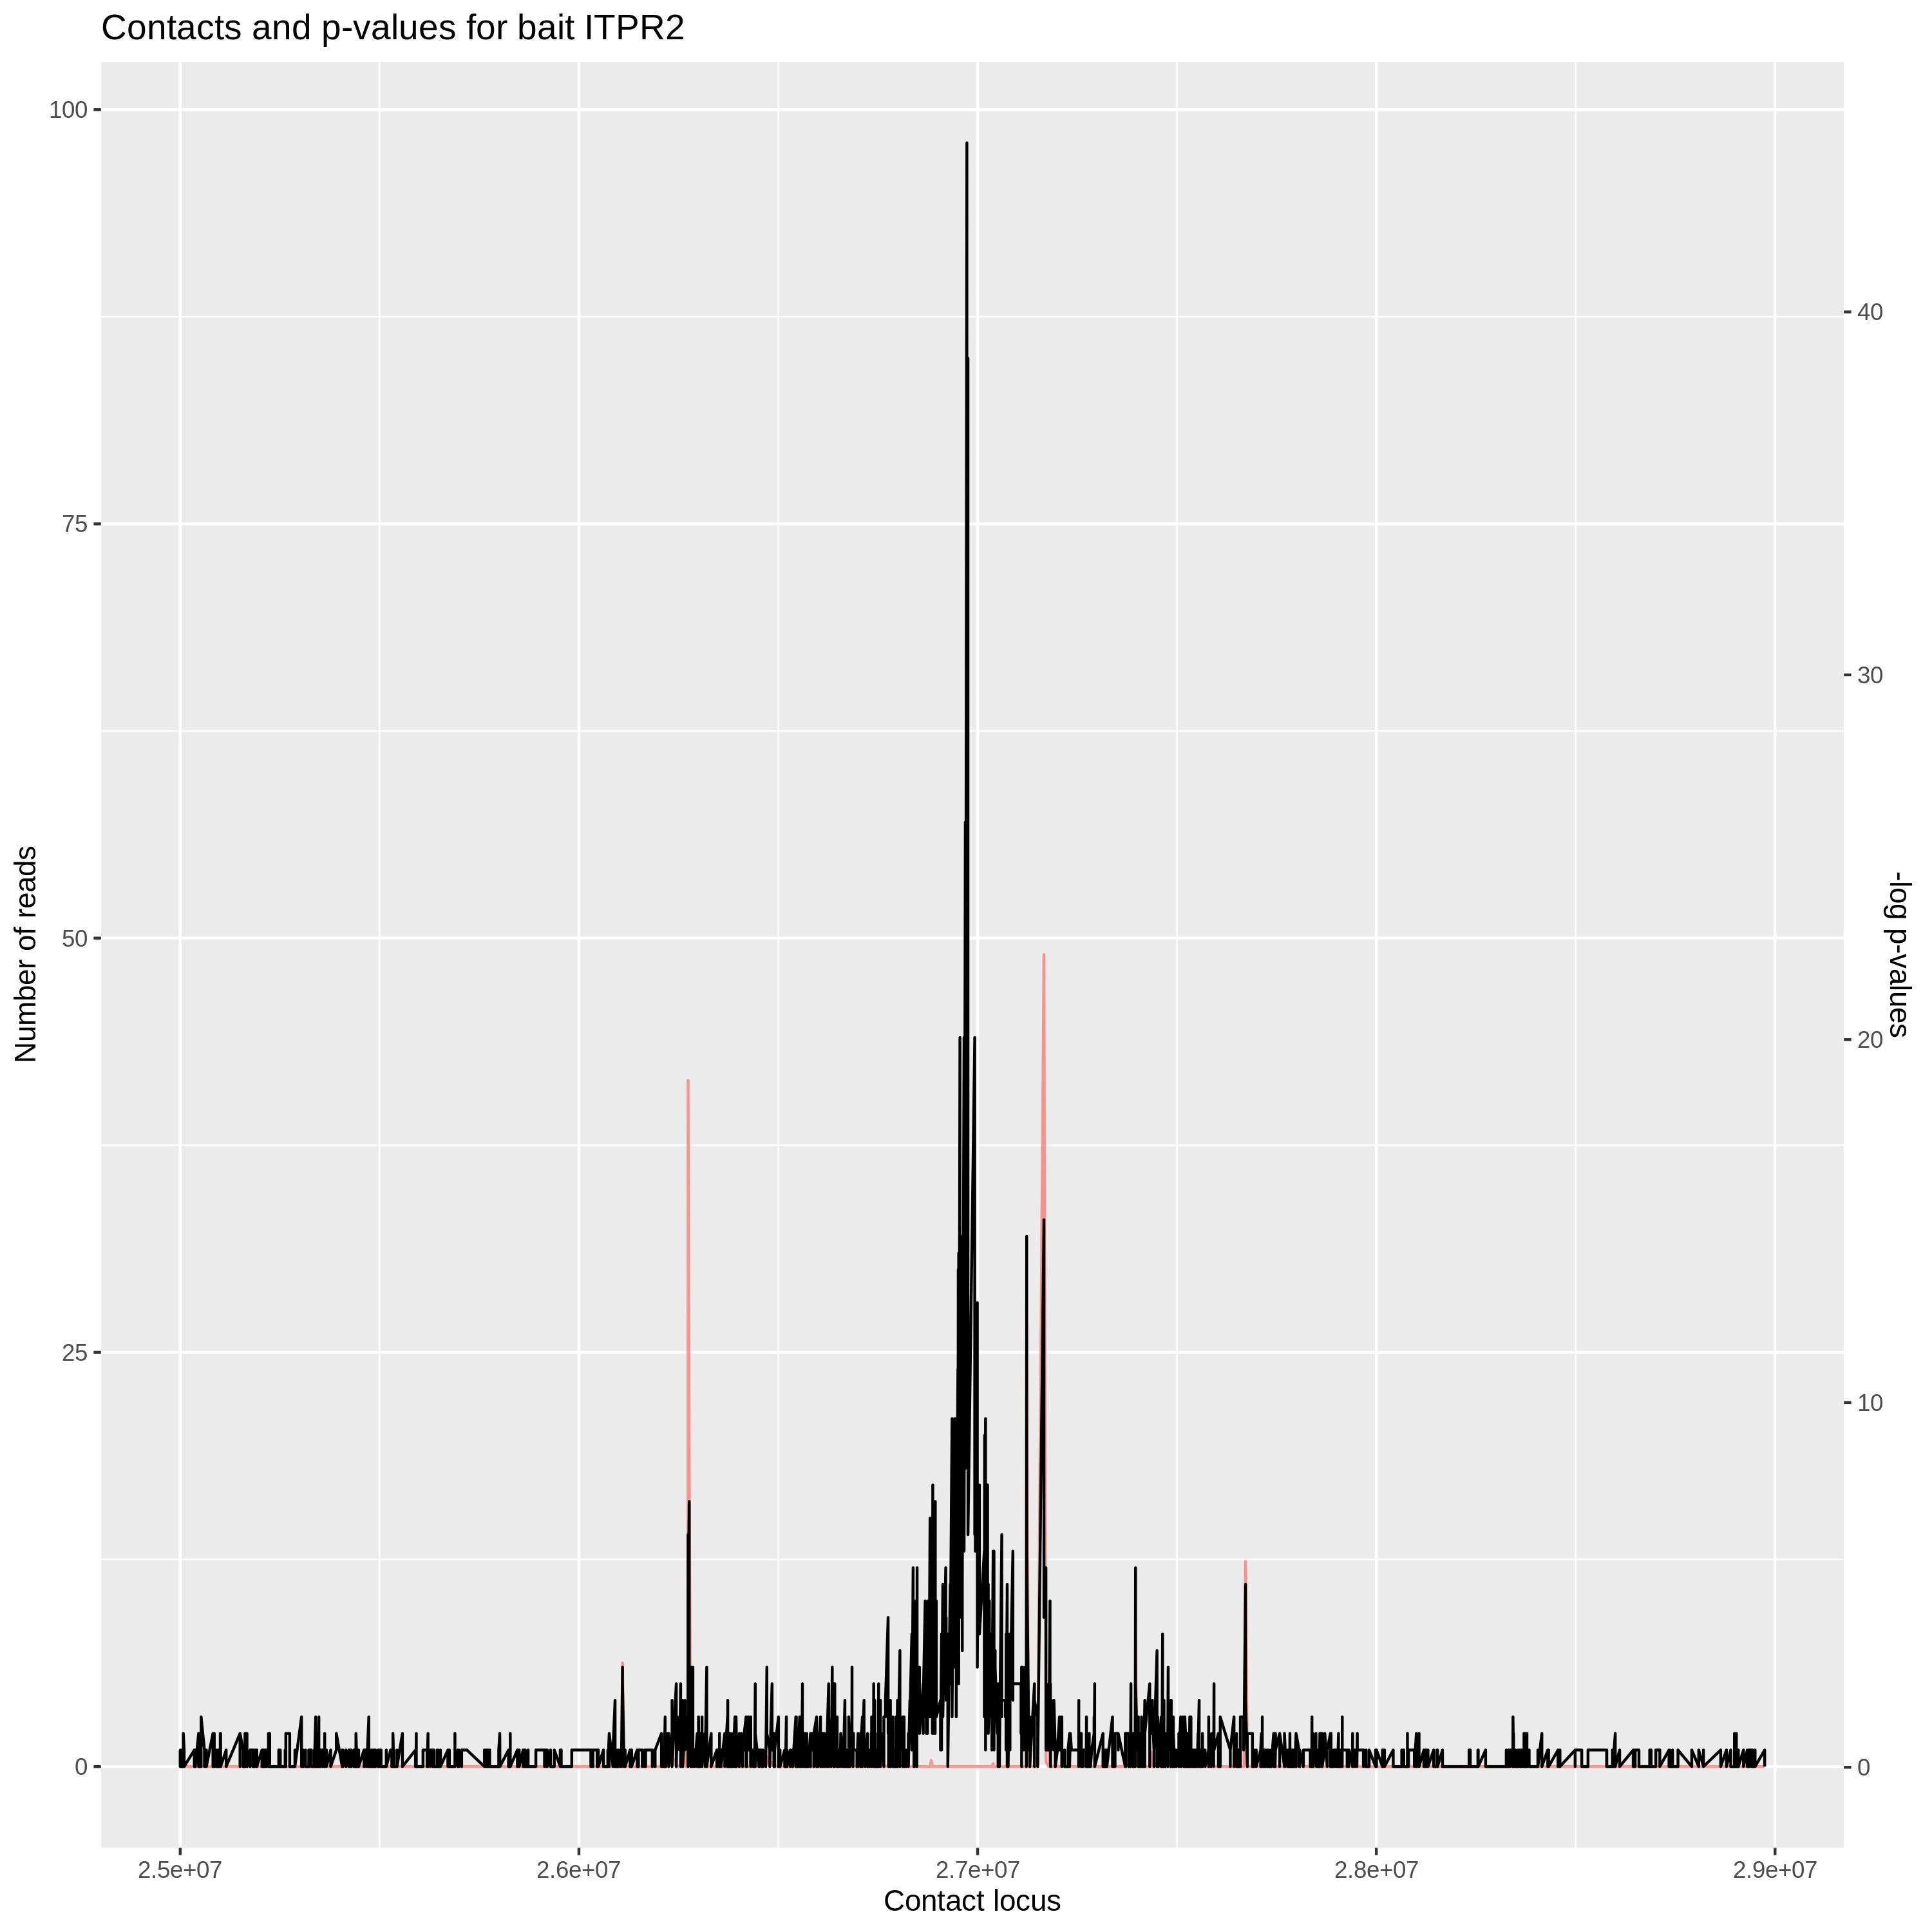 Contacts and p-values for bait ITPR2
100
75
50
25
0
Number of reads
40
30
20
10
0
-log p-values
2.5e+07
2.6e+07
2.7e+07
2.8e+07
2.9e+07
Contact locus